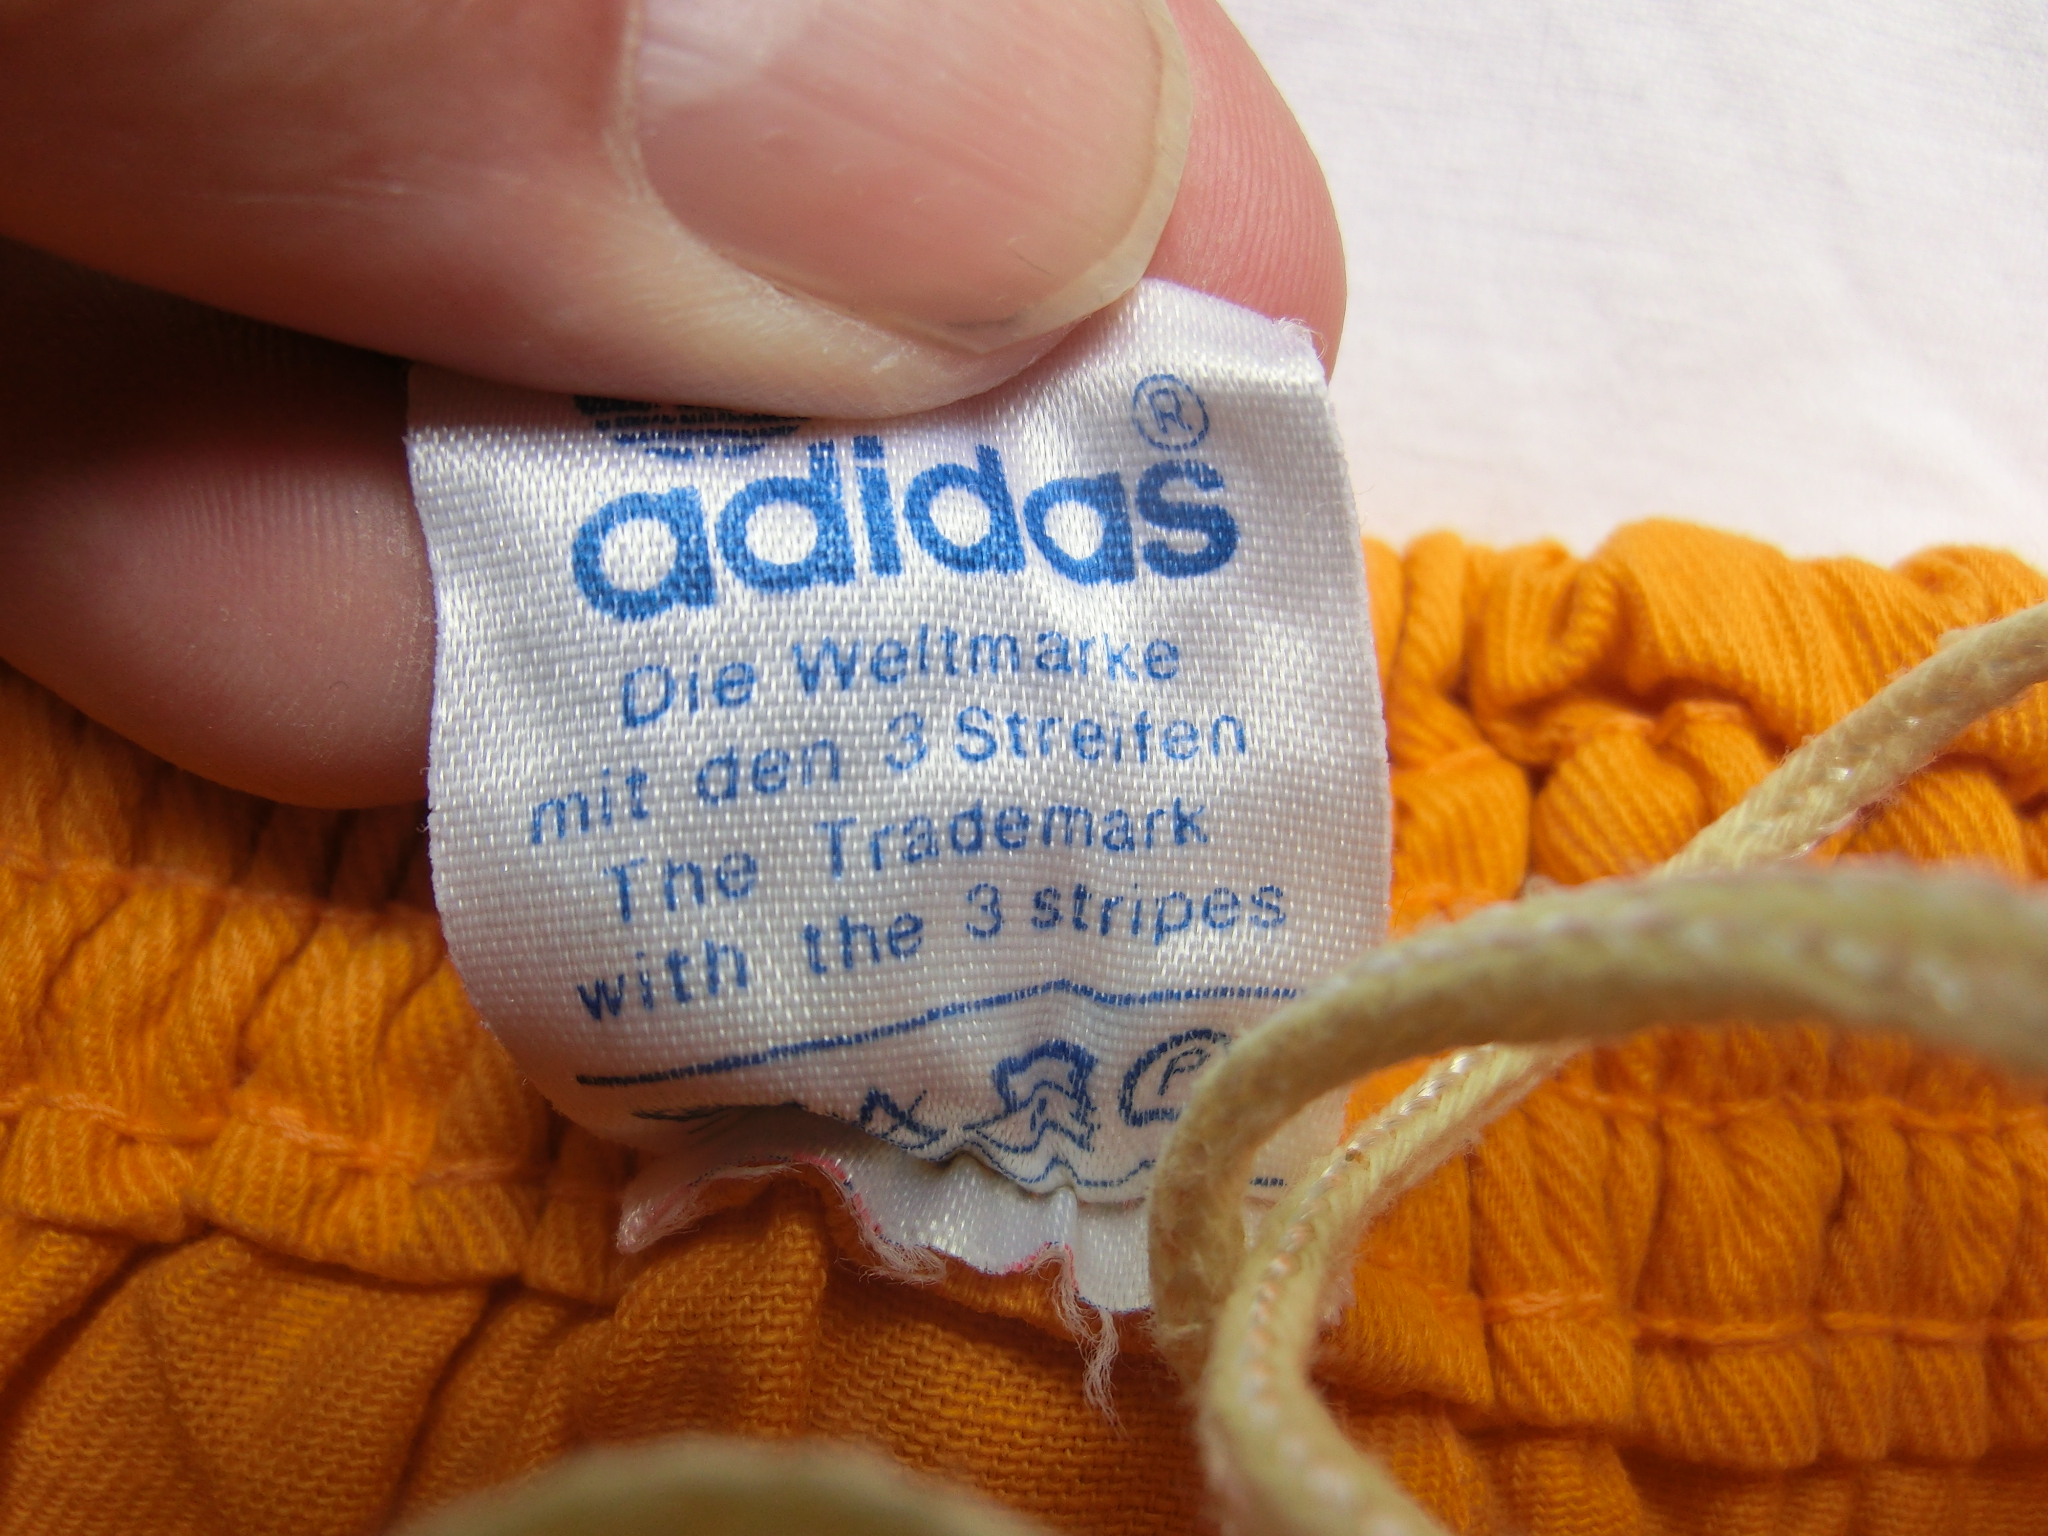 ®
adidas
Die Weltmarke
mit den 3 Streifen
The Trademark
with the 3 stripes
P